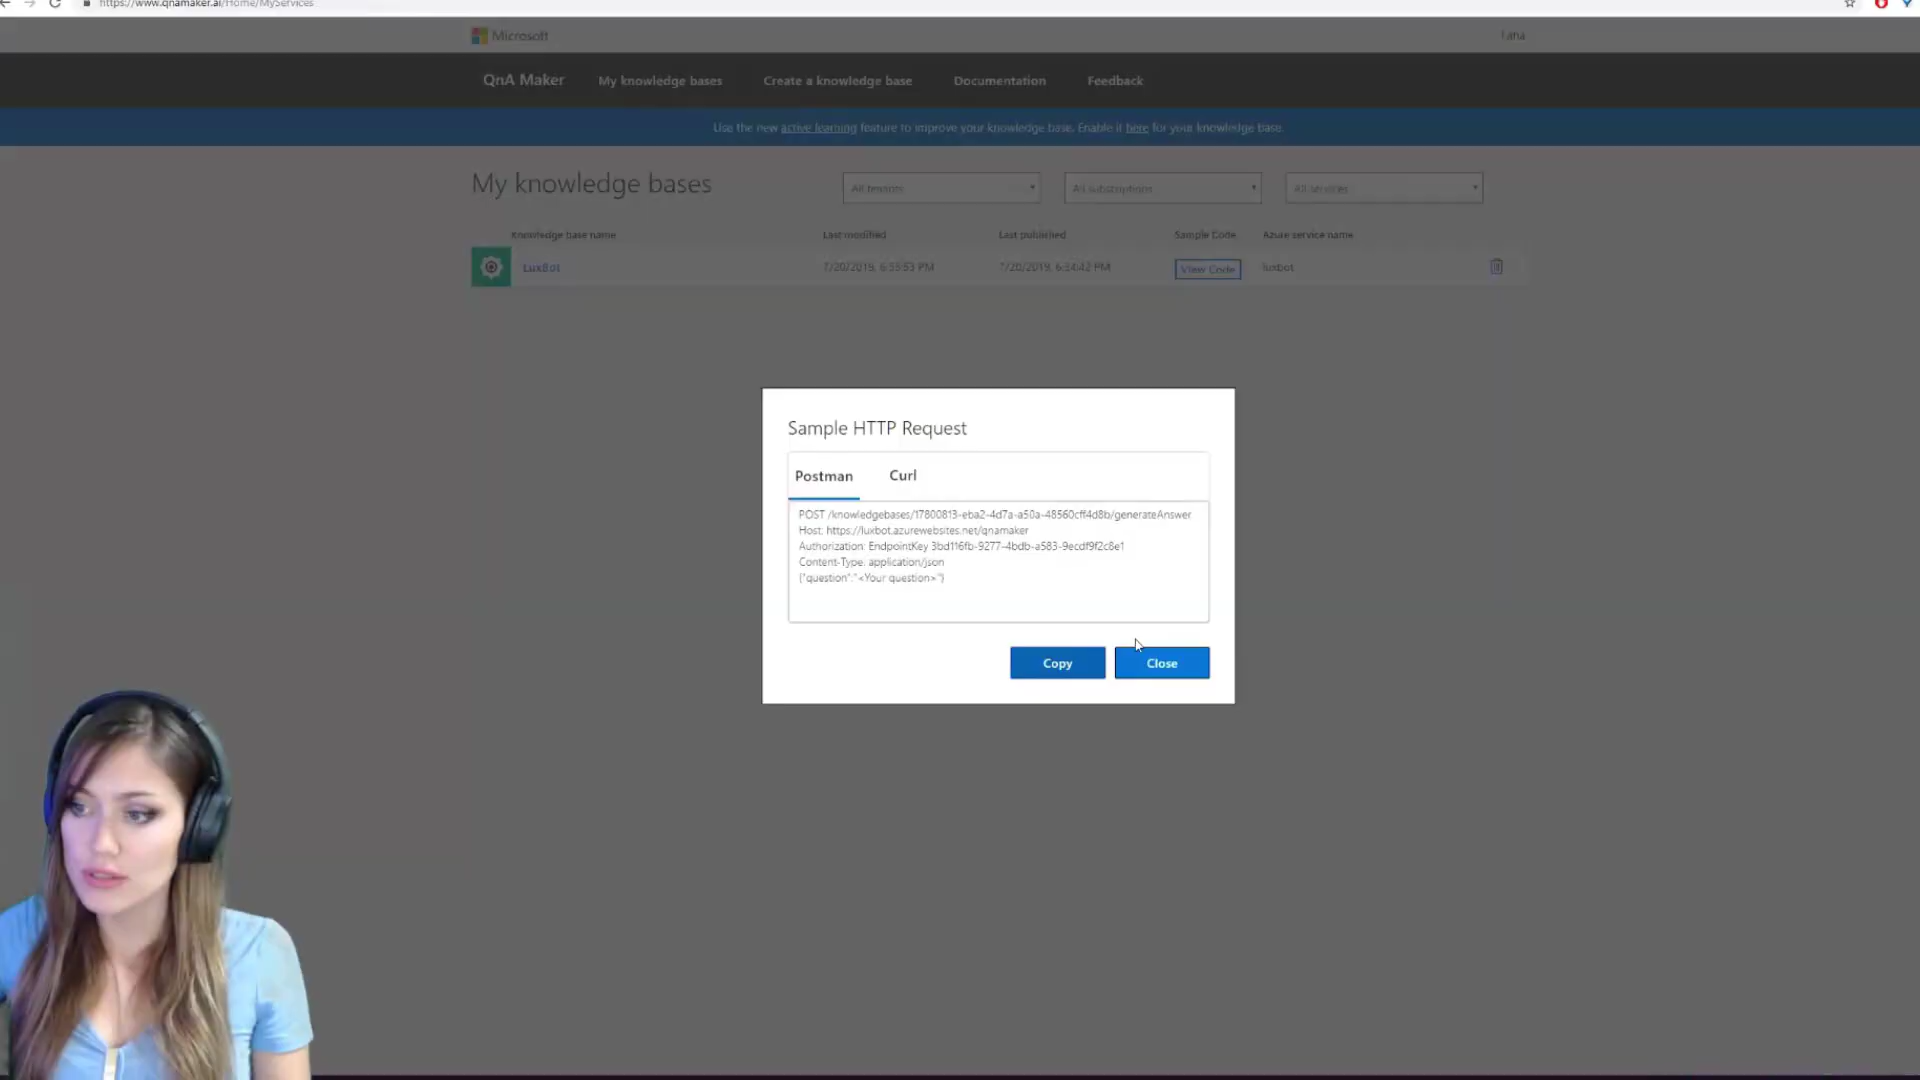 https://www.qnamaker.ai/Home/MyServices
Microsoft
QnA Maker My knowledge bases Create a knowledge base Documentation Feedback
Use the new active learning feature to improve your knowledge base. Enable it here for your knowledge base.
My knowledge bases All tenants All subscriptions All services
Knowledge base name Last modified Last published Sample Code Azure service name
LuxBot 7/20/2019, 6:33:53 PM 7/20/2019, 6:34:42 PM View Code luxbot
Sample HTTP Request
Postman Curl
POST /knowledgebases/17800813-eba2-4d7a-a50a-48560cff4d8b/generateAnswer
Host: https://luxbot.azurewebsites.net/qnamaker
Authorization: EndpointKey 3bd116fb-9277-4bdb-a583-9ecdf9f2c8e1
Content-Type: application/json
{"question":"<Your question>"}
Copy Close